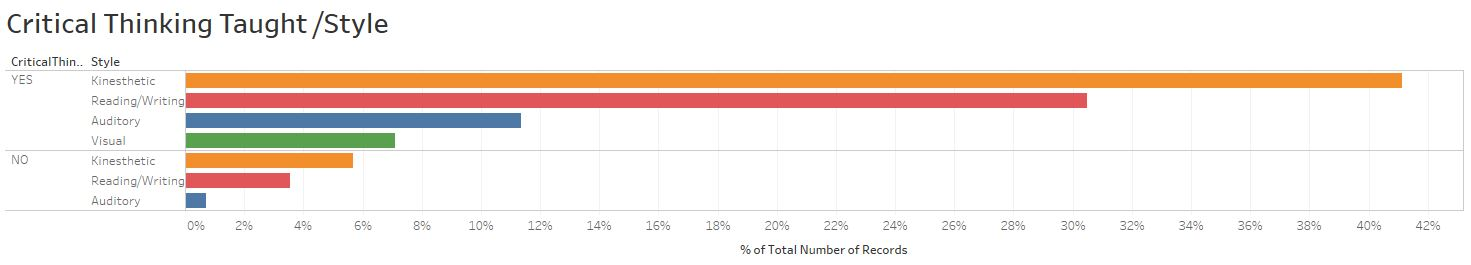 Critical Thinking Taught /Style
CriticalThin.. Style
YES Kinesthetic
Reading/Writing
Auditory
Visual
NO Kinesthetic
Reading/Writing
Auditory
0% 2% 4% 6% 8% 10% 12% 14% 16% 18% 20% 22% 24% 26% 28% 30% 32% 34% 36% 38% 40% 42%
% of Total Number of Records